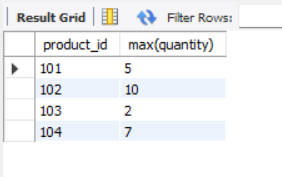 Result Grid Filter Rows:
product_id max(quantity)
101 5
102 10
103 2
104 7